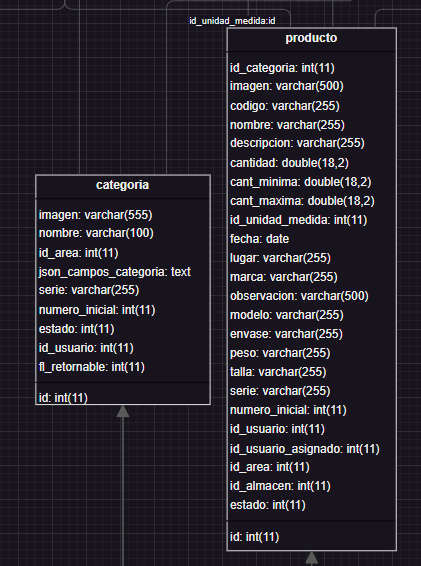 id_unidad_medida:id
producto
id_categoria: int(11)
imagen: varchar(500)
codigo: varchar(255)
nombre: varchar(255)
descripcion: varchar(255)
cantidad: double(18,2)
cant_minima: double(18,2)
cant_maxima: double(18,2)
id_unidad_medida: int(11)
fecha: date
lugar: varchar(255)
marca: varchar(255)
observacion: varchar(500)
modelo: varchar(255)
envase: varchar(255)
peso: varchar(255)
talla: varchar(255)
serie: varchar(255)
numero_inicial: int(11)
id_usuario: int(11)
id_usuario_asignado: int(11)
id_area: int(11)
id_almacen: int(11)
estado: int(11)
id: int(11)
categoria
imagen: varchar(555)
nombre: varchar(100)
id_area: int(11)
json_campos_categoria: text
serie: varchar(255)
numero_inicial: int(11)
estado: int(11)
id_usuario: int(11)
fl_retornable: int(11)
id: int(11)